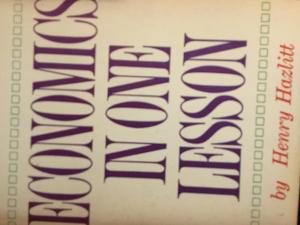 ECONOMICS
IN ONE
LESSON
by Henry Hazlitt